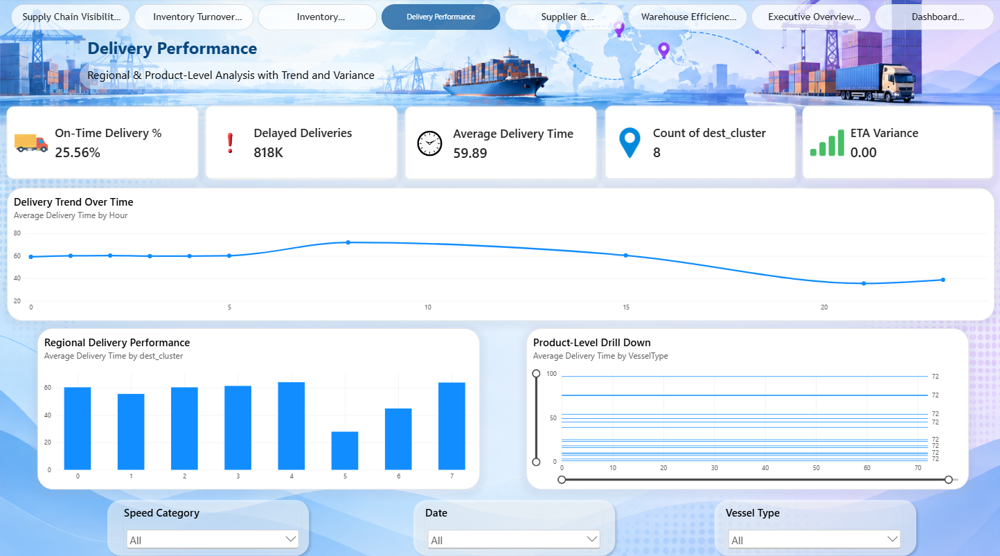 Supply Chain Visibilit...
Inventory Turnover...
Inventory...
Delivery Performance
Supplier &...
Warehouse Efficienc...
Executive Overview...
Dashboard...
Delivery Performance
Regional & Product-Level Analysis with Trend and Variance
On-Time Delivery %
25.56%
Delayed Deliveries
818K
Average Delivery Time
59.89
Count of dest_cluster
8
ETA Variance
0.00
Delivery Trend Over Time
Average Delivery Time by Hour
80
60
40
20
0
5
10
15
20
Regional Delivery Performance
Average Delivery Time by dest_cluster
60
40
20
0
0
1
2
3
4
5
6
7
Product-Level Drill Down
Average Delivery Time by VesselType
100
50
0
72
72
72
72
72
72
72
72
0
10
20
30
40
50
60
70
Speed Category
All
Date
All
Vessel Type
All